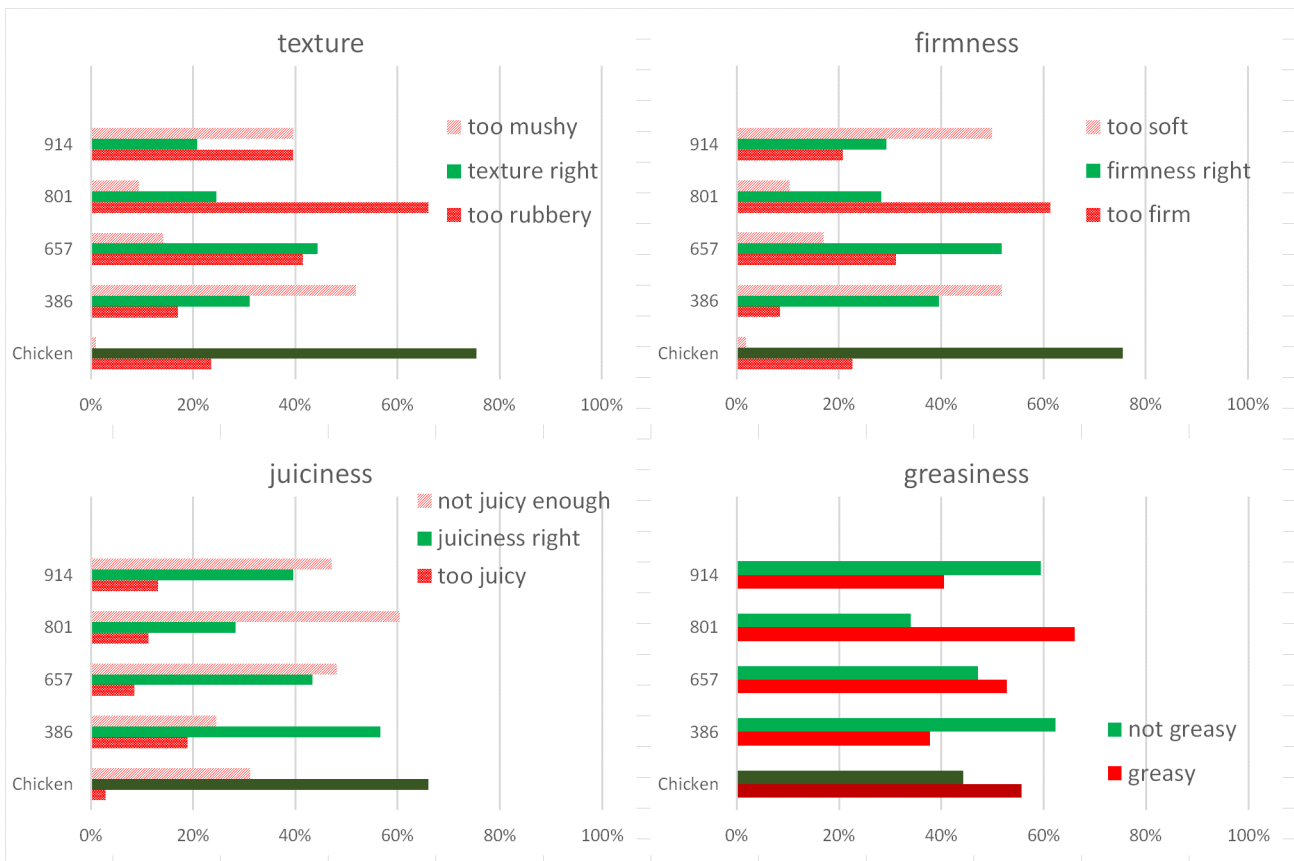 texture
too mushy
texture right
too rubbery
914
801
657
386
Chicken
0% 20% 40% 60% 80% 100%
firmness
too soft
firmness right
too firm
914
801
657
386
Chicken
0% 20% 40% 60% 80% 100%
juiciness
not juicy enough
juiciness right
too juicy
914
801
657
386
Chicken
0% 20% 40% 60% 80% 100%
greasiness
914
801
657
386
Chicken
not greasy
greasy
0% 20% 40% 60% 80% 100%